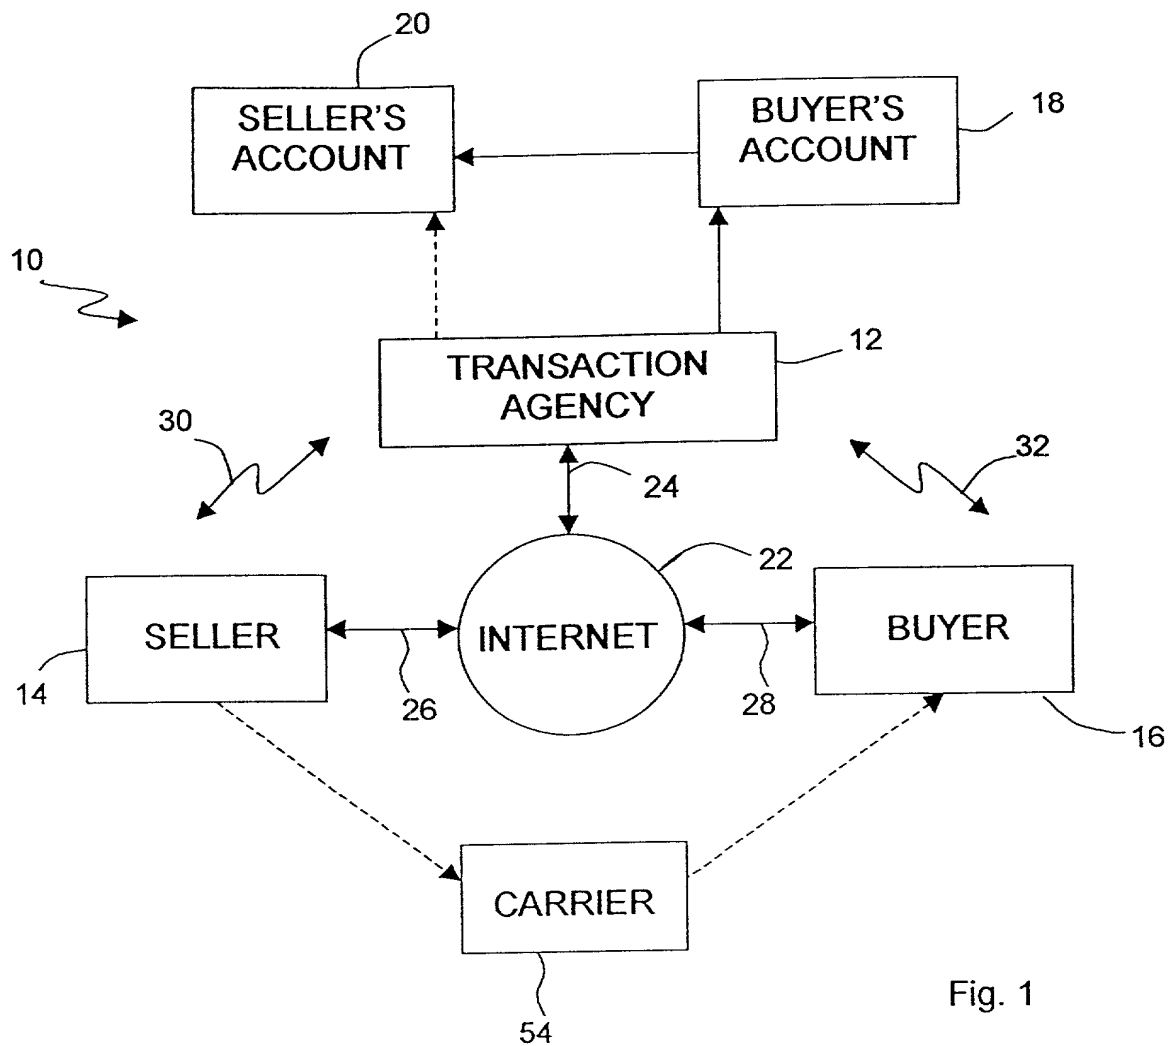 20
SELLER'S
ACCOUNT
BUYER'S
ACCOUNT
18
10
TRANSACTION
AGENCY
12
30
32
24
22
SELLER
INTERNET
BUYER
14
26
28
16
CARRIER
54
Fig. 1